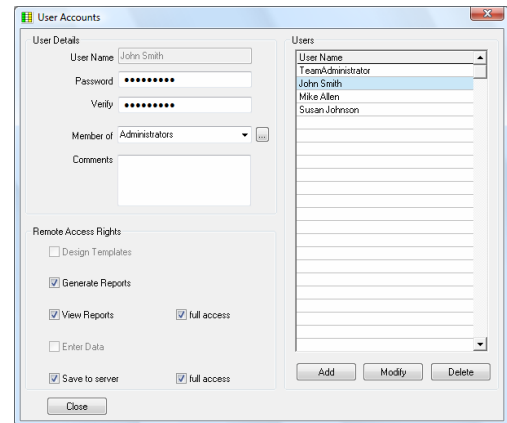 User Accounts
User Details
User Name John Smith
Password •••••••••
Verify •••••••••
Member of Administrators ...
Comments
Remote Access Rights
Design Templates
Generate Reports
View Reports full access
Enter Data
Save to server full access
Close
Users
User Name
TeamAdministrator
John Smith
Mike Allen
Susan Johnson
Add Modify Delete